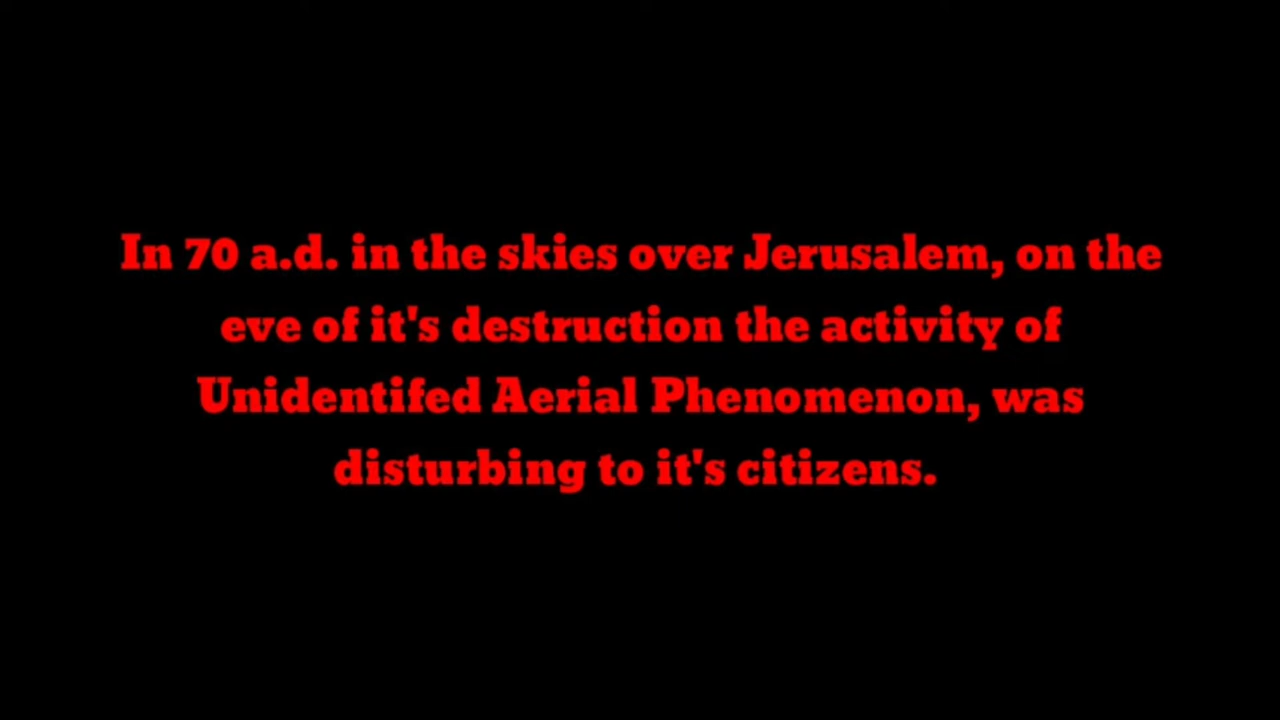 In 70 a.d. in the skies over Jerusalem, on the
eve of it's destruction the activity of
Unidentifed Aerial Phenomenon, was
disturbing to it's citizens.